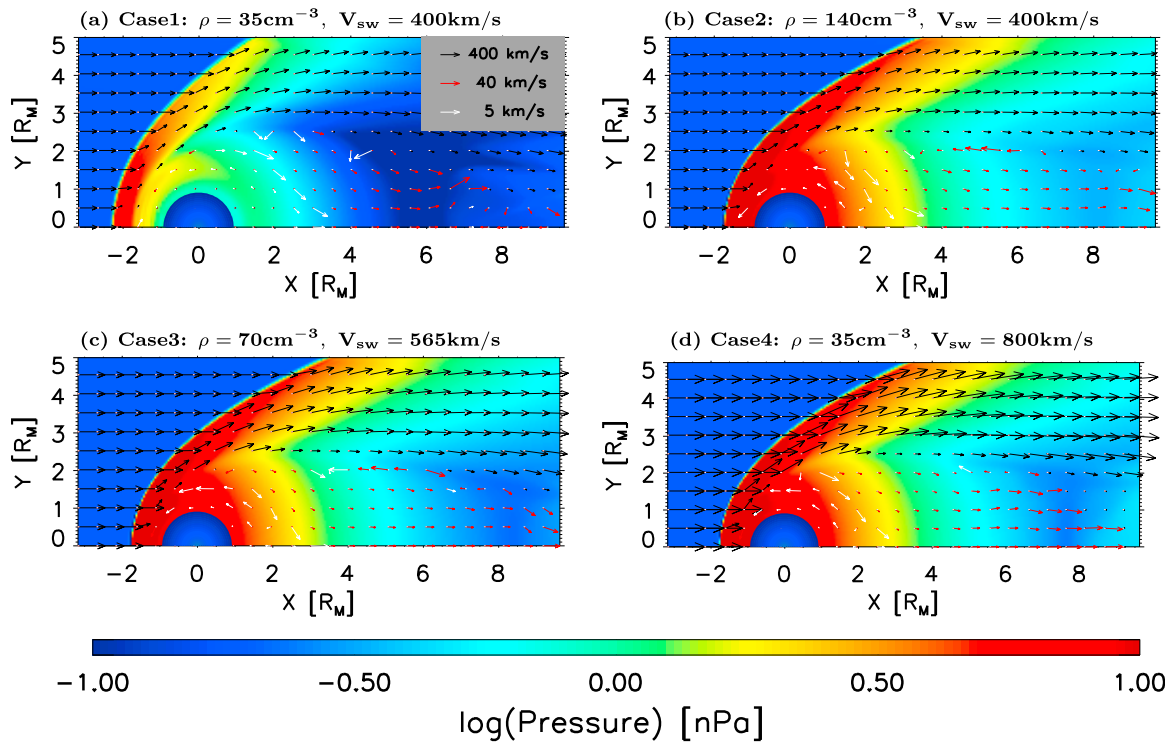 (a) Case1: ρ = 35cm⁻³, V_sw = 400km/s
(b) Case2: ρ = 140cm⁻³, V_sw = 400km/s
400 km/s
40 km/s
5 km/s
5
4
3
2
1
0
Y [R_M]
−2 0 2 4 6 8
X [R_M]
5
4
3
2
1
0
Y [R_M]
−2 0 2 4 6 8
X [R_M]
(c) Case3: ρ = 70cm⁻³, V_sw = 565km/s
(d) Case4: ρ = 35cm⁻³, V_sw = 800km/s
5
4
3
2
1
0
Y [R_M]
−2 0 2 4 6 8
X [R_M]
5
4
3
2
1
0
Y [R_M]
−2 0 2 4 6 8
X [R_M]
−1.00 −0.50 0.00 0.50 1.00
log(Pressure) [nPa]